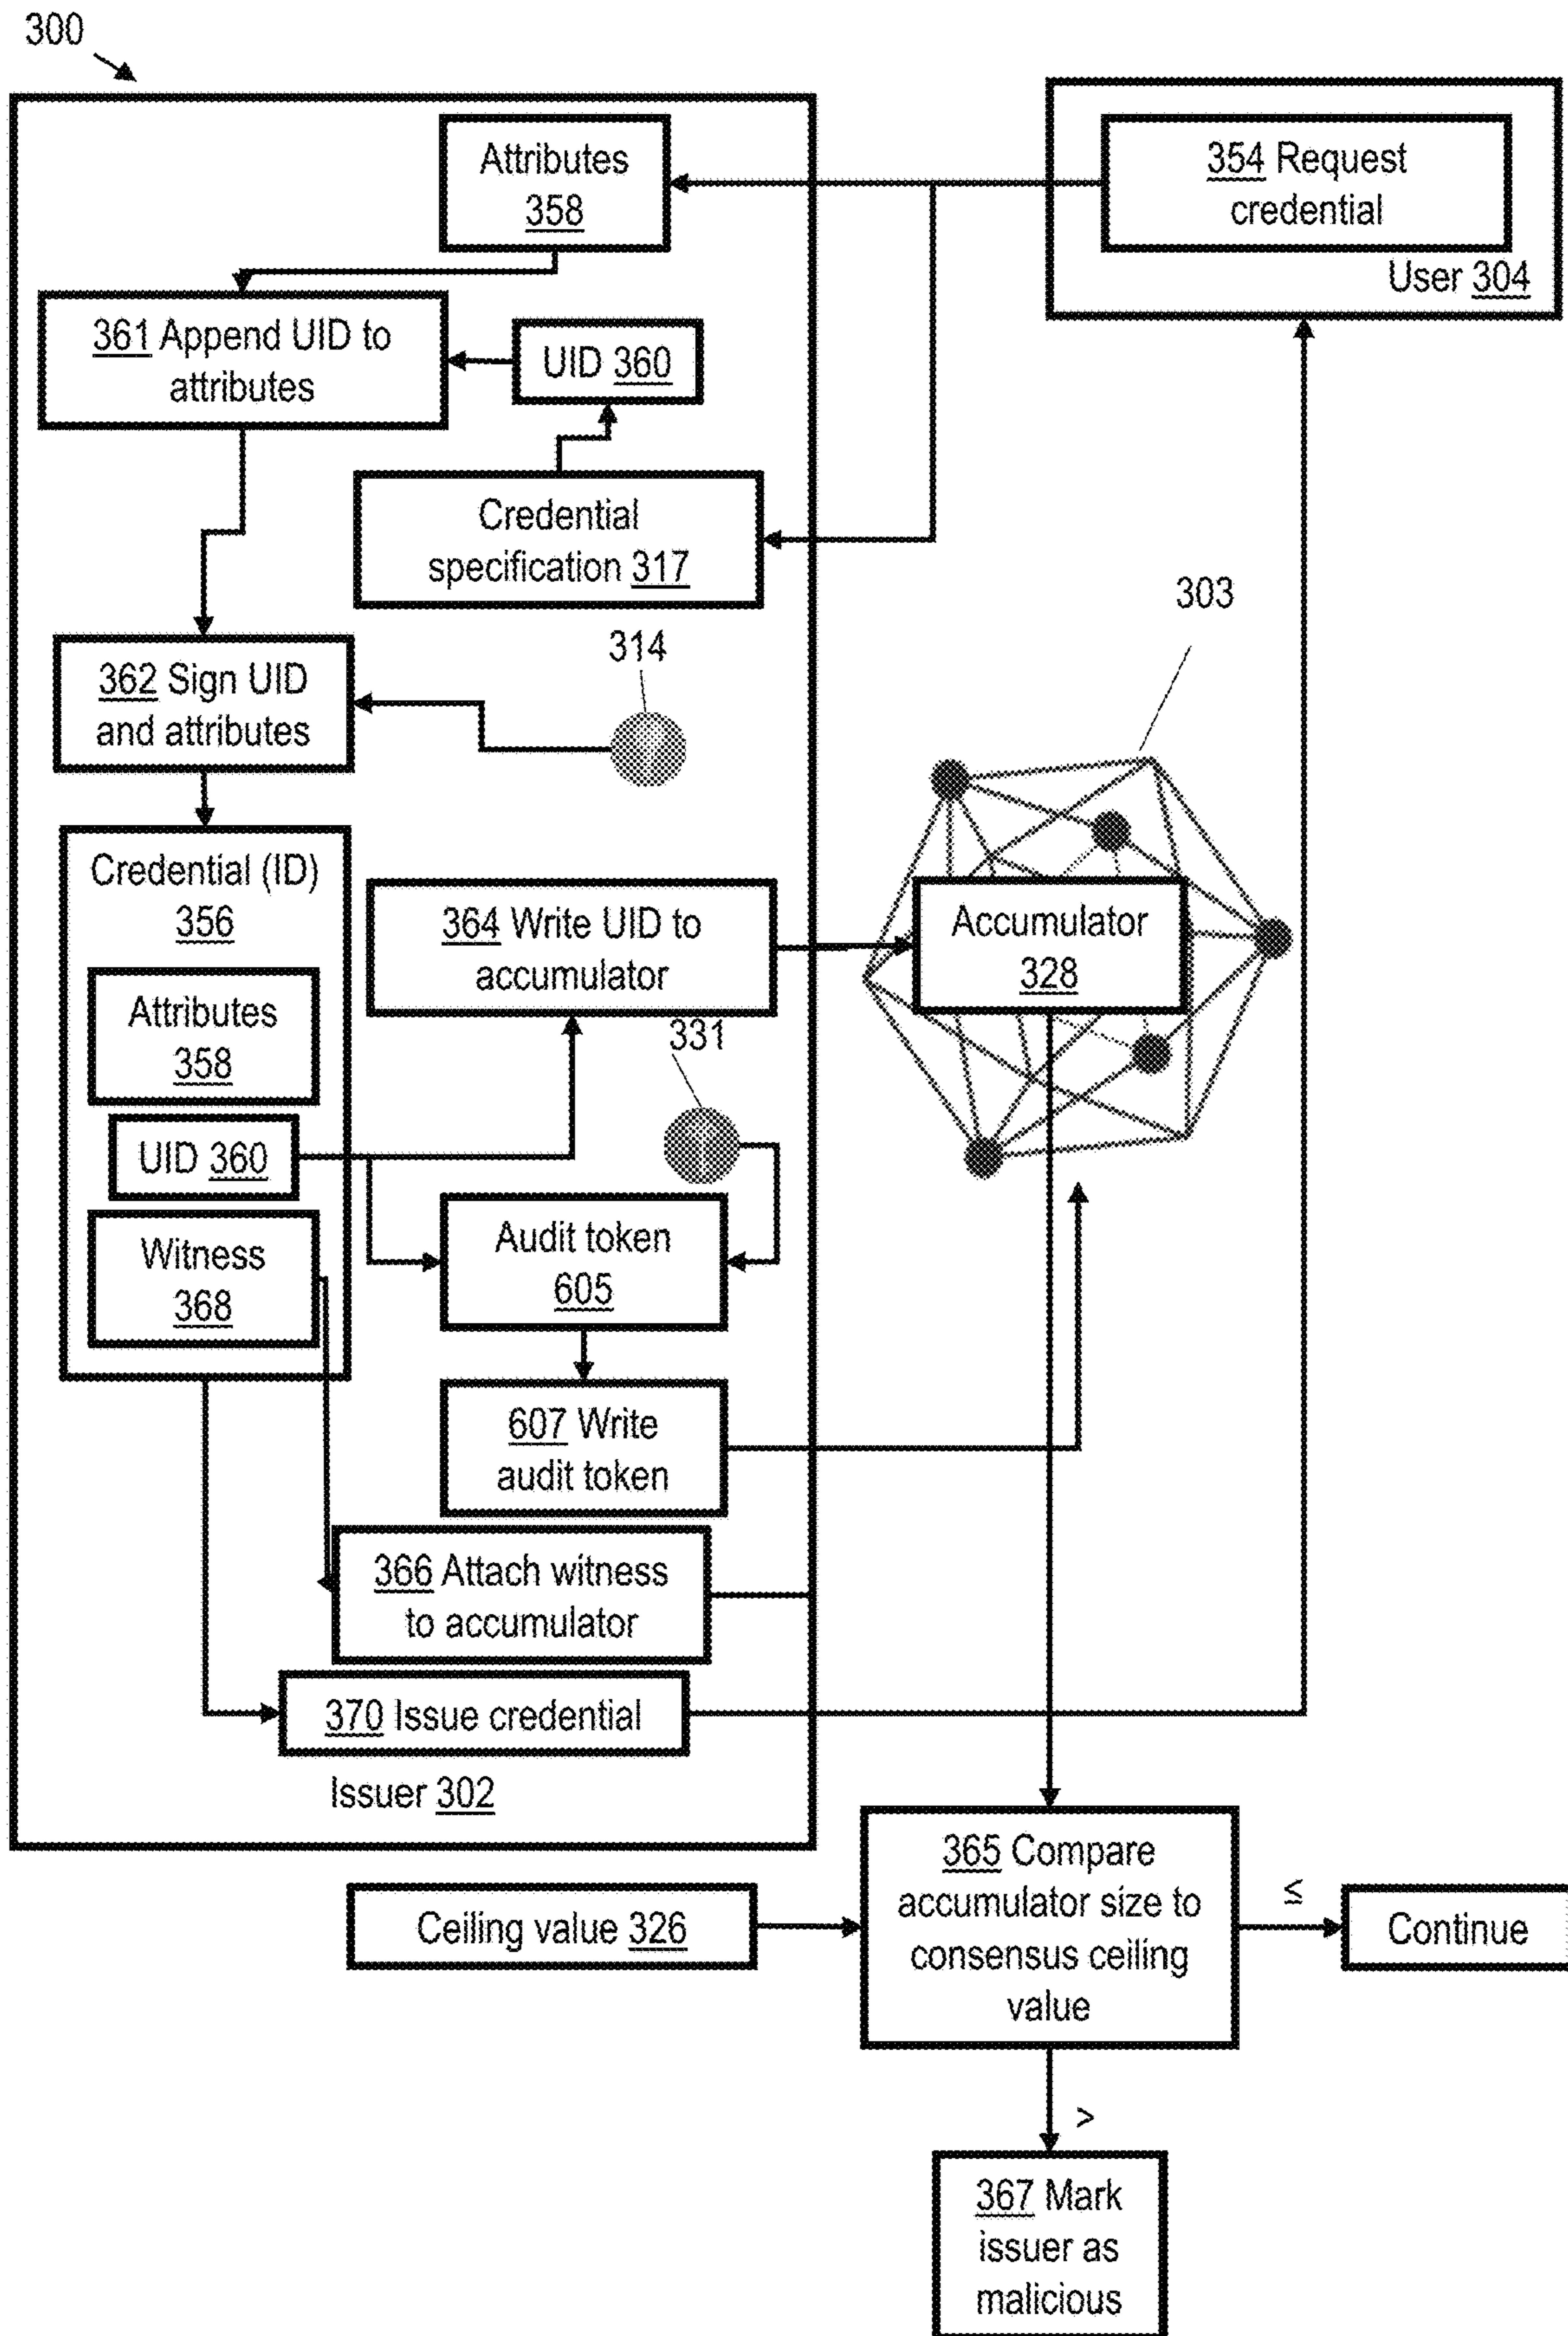 300
Attributes
358
354 Request
credential
User 304
361 Append UID to
attributes
UID 360
Credential
specification 317
303
314
362 Sign UID
and attributes
Credential (ID)
356
364 Write UID to
accumulator
Accumulator
328
Attributes
358
331
UID 360
Audit token
605
Witness
368
607 Write
audit token
366 Attach witness
to accumulator
370 Issue credential
Issuer 302
365 Compare
accumulator size to
consensus ceiling
value
Ceiling value 326
≤
Continue
>
367 Mark
issuer as
malicious